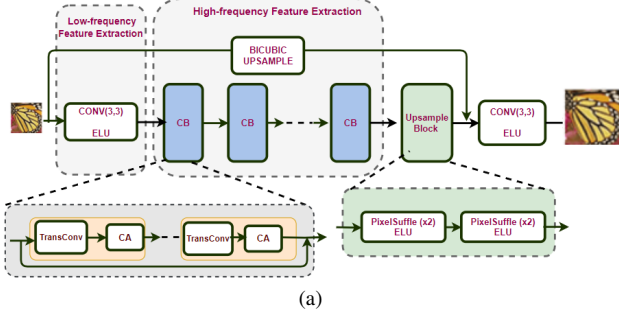 Low-frequency
Feature Extraction
High-frequency Feature Extraction
BICUBIC
UPSAMPLE
CONV(3,3)
ELU
CB
CB
CB
Upsample
Block
CONV(3,3)
ELU
TransConv
CA
TransConv
CA
PixelSuffle (x2)
ELU
PixelSuffle (x2)
ELU
(a)